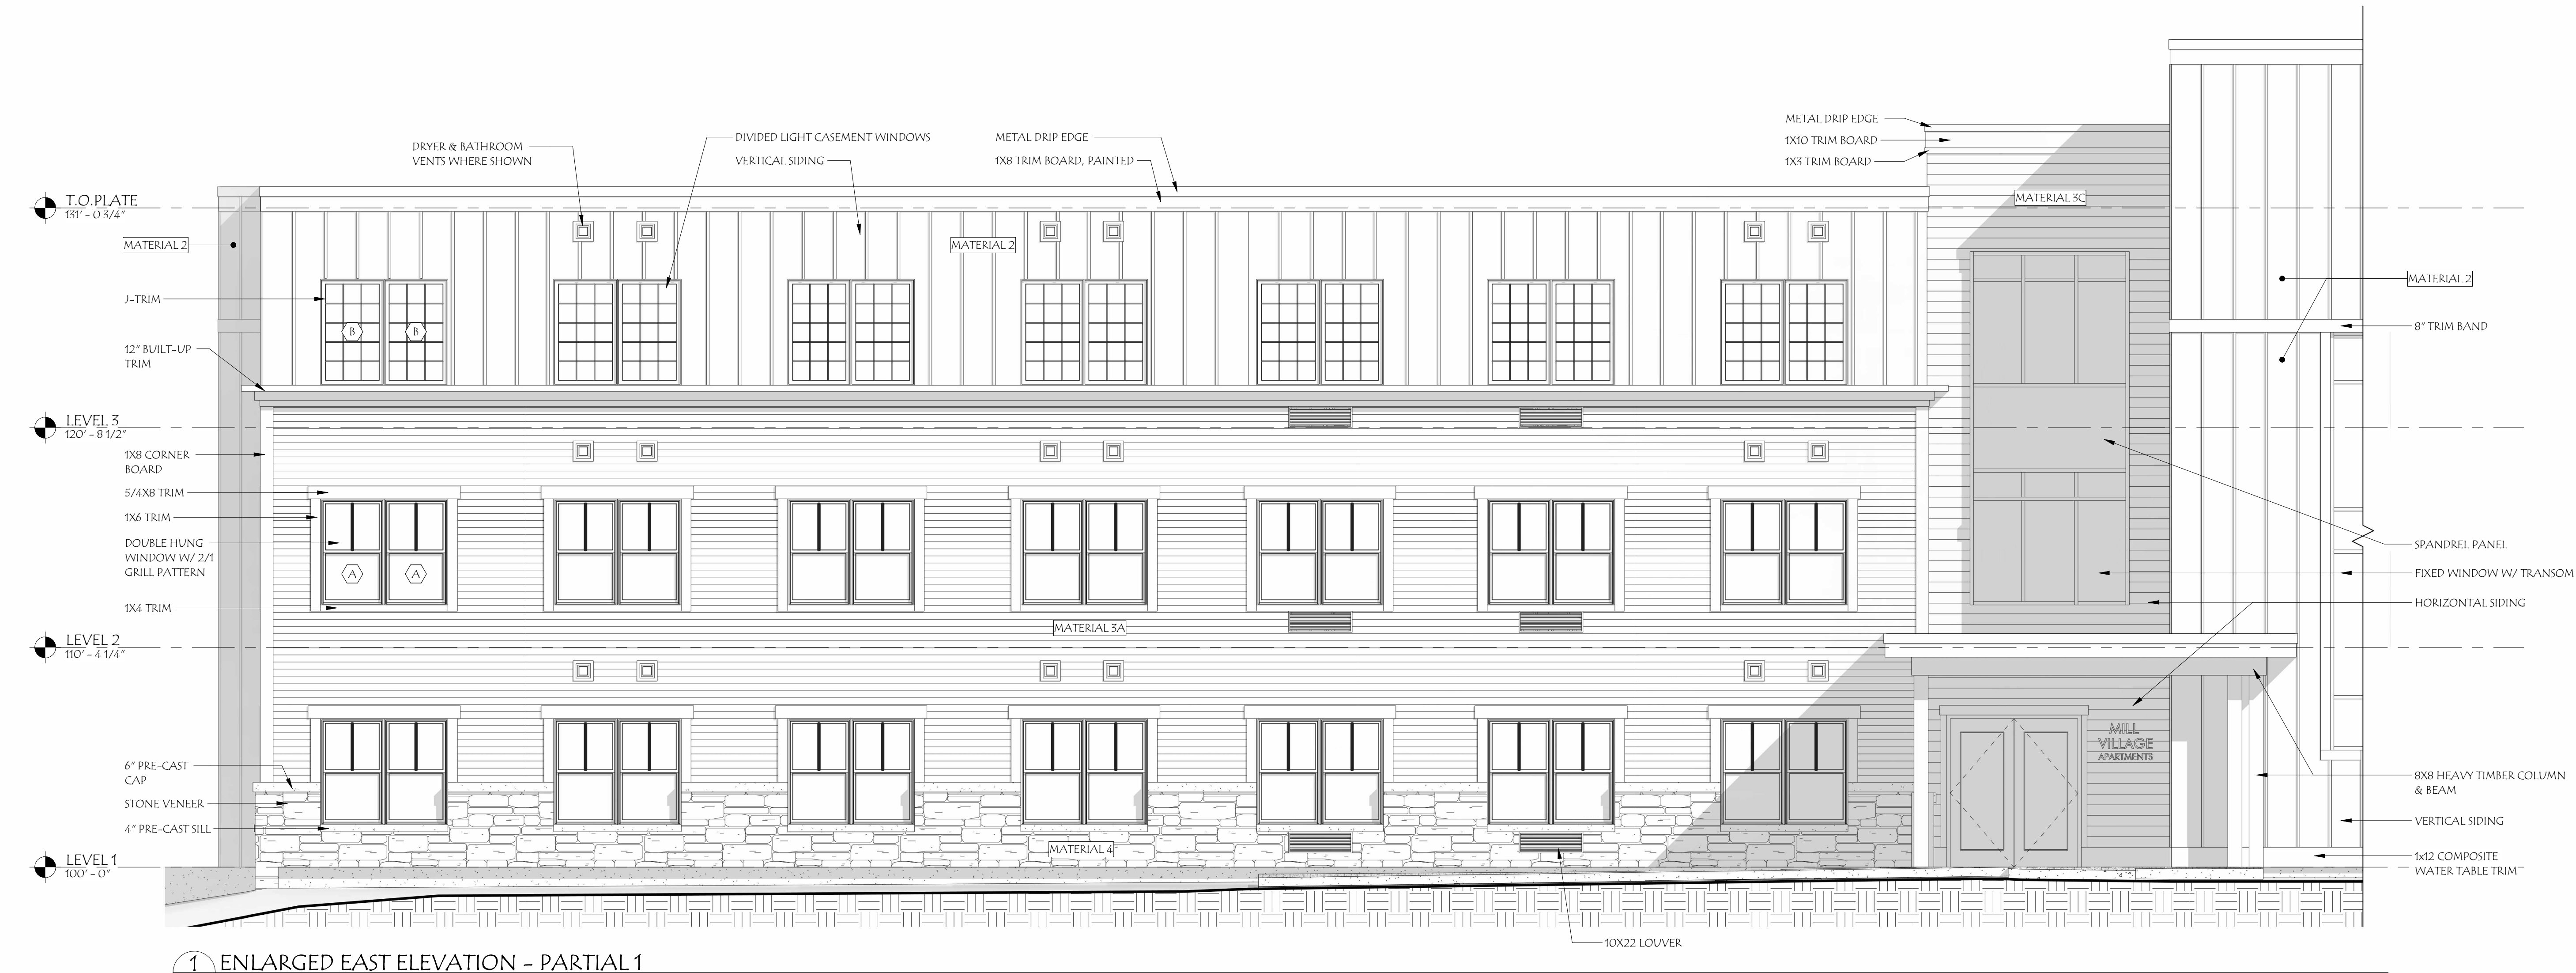 METAL DRIP EDGE
1X10 TRIM BOARD
1X3 TRIM BOARD
DRYER & BATHROOM
VENTS WHERE SHOWN
DIVIDED LIGHT CASEMENT WINDOWS
VERTICAL SIDING
METAL DRIP EDGE
1X8 TRIM BOARD, PAINTED
T.O.PLATE
131' - 0 3/4"
MATERIAL 3C
MATERIAL 2
MATERIAL 2
MATERIAL 2
J-TRIM
B
B
8" TRIM BAND
12" BUILT-UP
TRIM
LEVEL 3
120' - 8 1/2"
1X8 CORNER
BOARD
5/4X8 TRIM
1X6 TRIM
DOUBLE HUNG
WINDOW W/ 2/1
GRILL PATTERN
A
A
1X4 TRIM
SPANDREL PANEL
FIXED WINDOW W/ TRANSOM
HORIZONTAL SIDING
MATERIAL 3A
LEVEL 2
110' - 4 1/4"
MILL
VILLAGE
APARTMENTS
6" PRE-CAST
CAP
STONE VENEER
4" PRE-CAST SILL
8X8 HEAVY TIMBER COLUMN
& BEAM
VERTICAL SIDING
MATERIAL 4
LEVEL 1
100' - 0"
1x12 COMPOSITE
WATER TABLE TRIM
10X22 LOUVER
1 ENLARGED EAST ELEVATION - PARTIAL 1